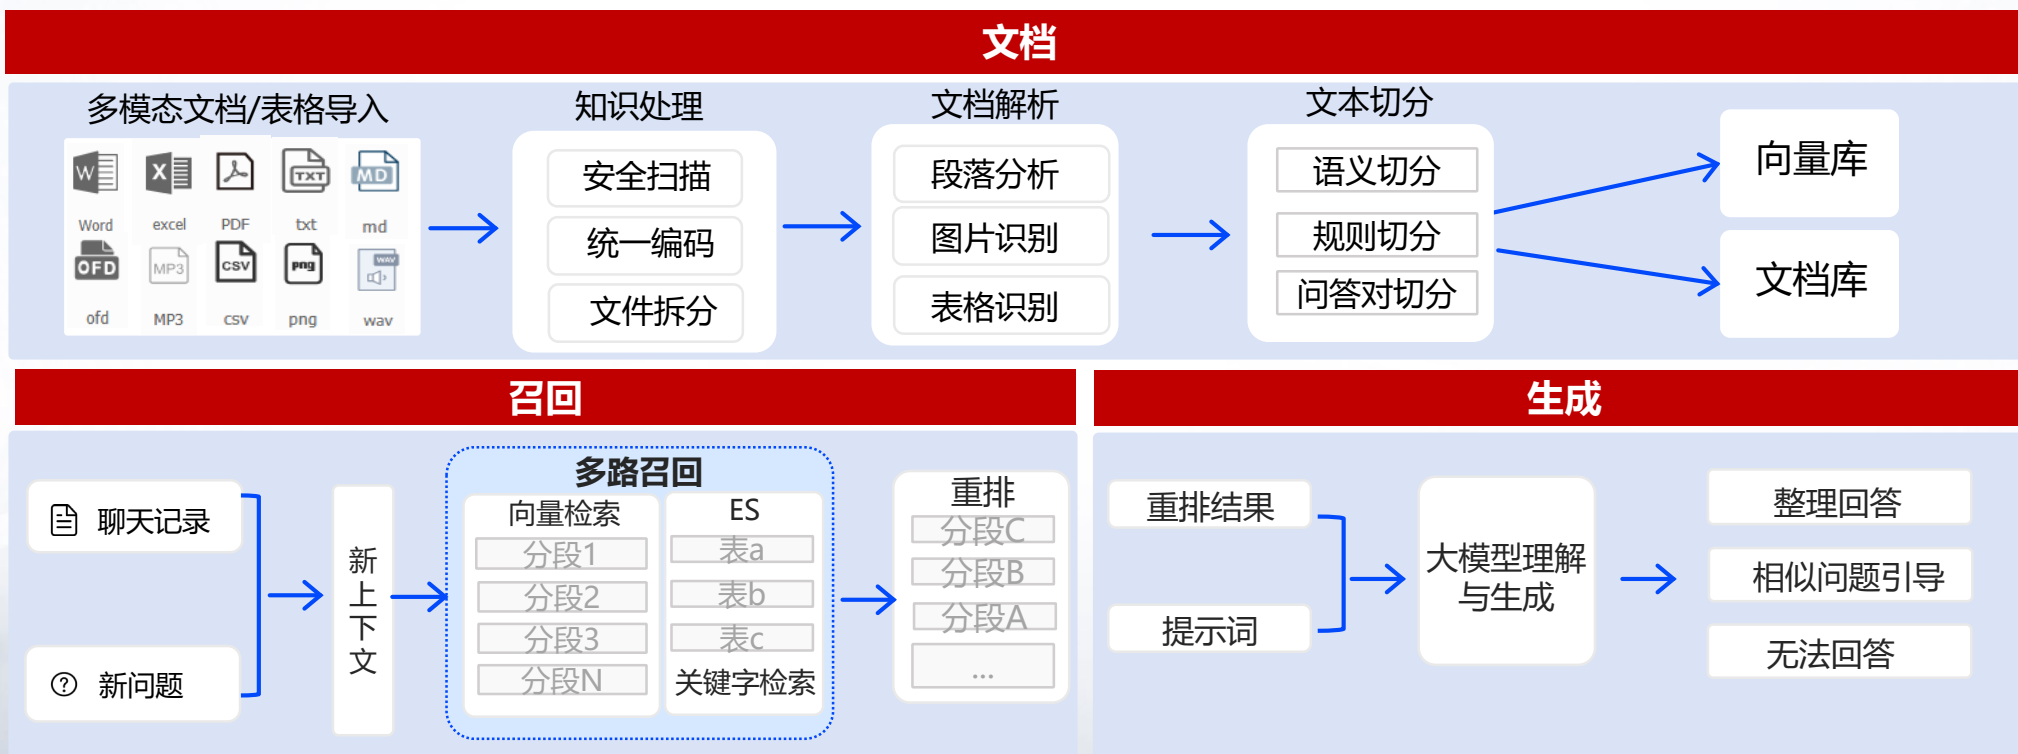 文档
多模态文档/表格导入
知识处理
文档解析
文本切分
W
X
TXT
MD
Word
excel
PDF
txt
md
OFD
MP3
CSV
png
WAV
ofd
MP3
csv
png
wav
安全扫描
统一编码
文件拆分
段落分析
图片识别
表格识别
语义切分
规则切分
问答对切分
向量库
文档库
召回
聊天记录
新问题
新上下文
多路召回
向量检索
分段1
分段2
分段3
分段N
ES
表a
表b
表c
关键字检索
重排
分段C
分段B
分段A
...
生成
重排结果
提示词
大模型理解
与生成
整理回答
相似问题引导
无法回答